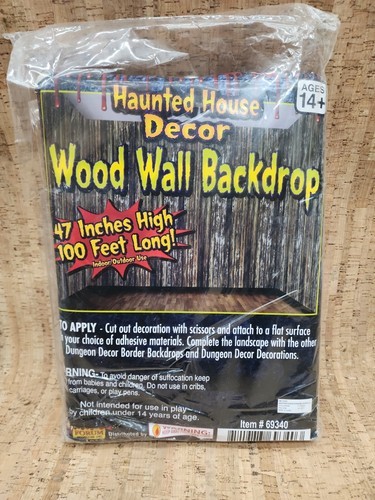 AGES
14+
Haunted House
Decor
Wood Wall Backdrop
47 Inches High
100 Feet Long!
Indoor/Outdoor Use
TO APPLY - Cut out decoration with scissors and attach to a flat surface
your choice of adhesive materials. Complete the landscape with the other
Dungeon Decor Border Backdrops and Dungeon Decor Decorations.
RNING: To avoid danger of suffocation keep
from babies and children. Do not use in cribs,
carriages, or play pens.
Not intended for use in play
by children under 14 years of age.
Item # 69340
FORUM
Distributed by
WARNING: